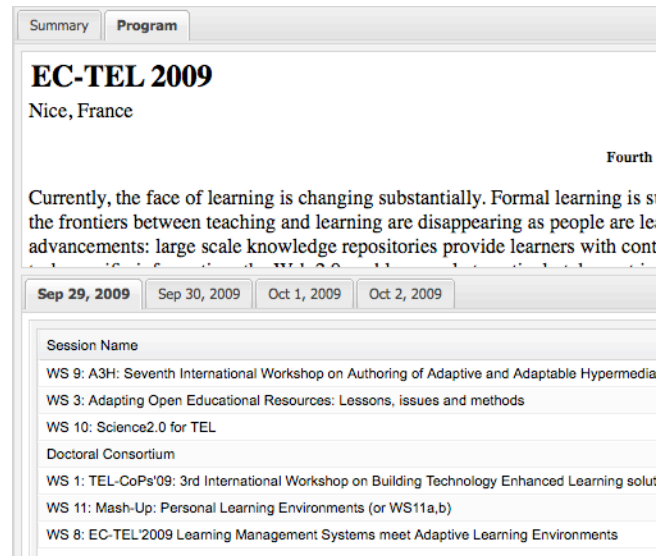 Summary Program
EC-TEL 2009
Nice, France
Fourth
Currently, the face of learning is changing substantially. Formal learning is
the frontiers between teaching and learning are disappearing as people are
advancements: large scale knowledge repositories provide learners with
Sep 29, 2009 Sep 30, 2009 Oct 1, 2009 Oct 2, 2009
Session Name
WS 9: A3H: Seventh International Workshop on Authoring of Adaptive and Adaptable Hypermedia
WS 3: Adapting Open Educational Resources: Lessons, issues and methods
WS 10: Science2.0 for TEL
Doctoral Consortium
WS 1: TEL-CoPs'09: 3rd International Workshop on Building Technology Enhanced Learning solut
WS 11: Mash-Up: Personal Learning Environments (or WS11a,b)
WS 8: EC-TEL'2009 Learning Management Systems meet Adaptive Learning Environments